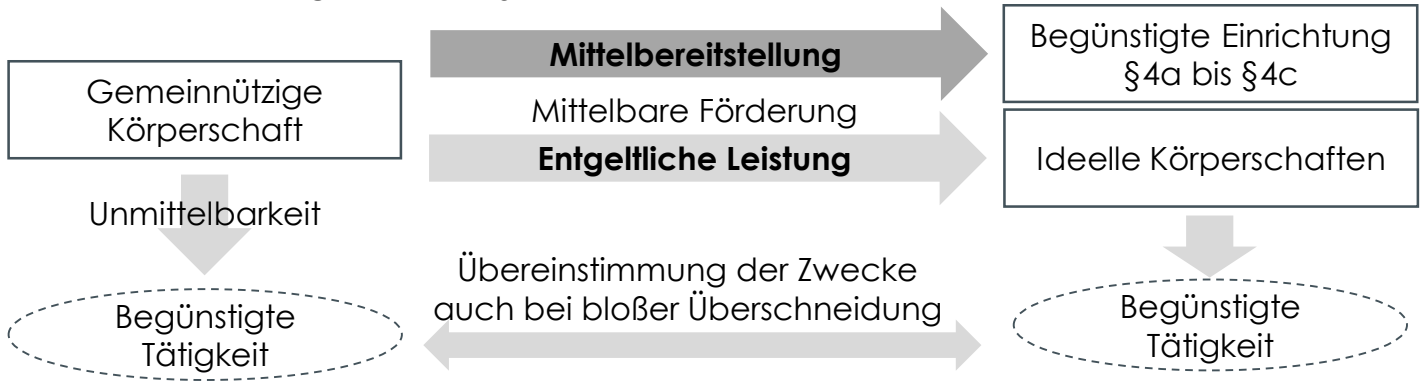 Mittelbereitstellung
Begünstigte Einrichtung
§4a bis §4c
Gemeinnützige
Körperschaft
Mittelbare Förderung
Entgeltliche Leistung
Ideelle Körperschaften
Unmittelbarkeit
Übereinstimmung der Zwecke
auch bei bloßer Überschneidung
Begünstigte
Tätigkeit
Begünstigte
Tätigkeit